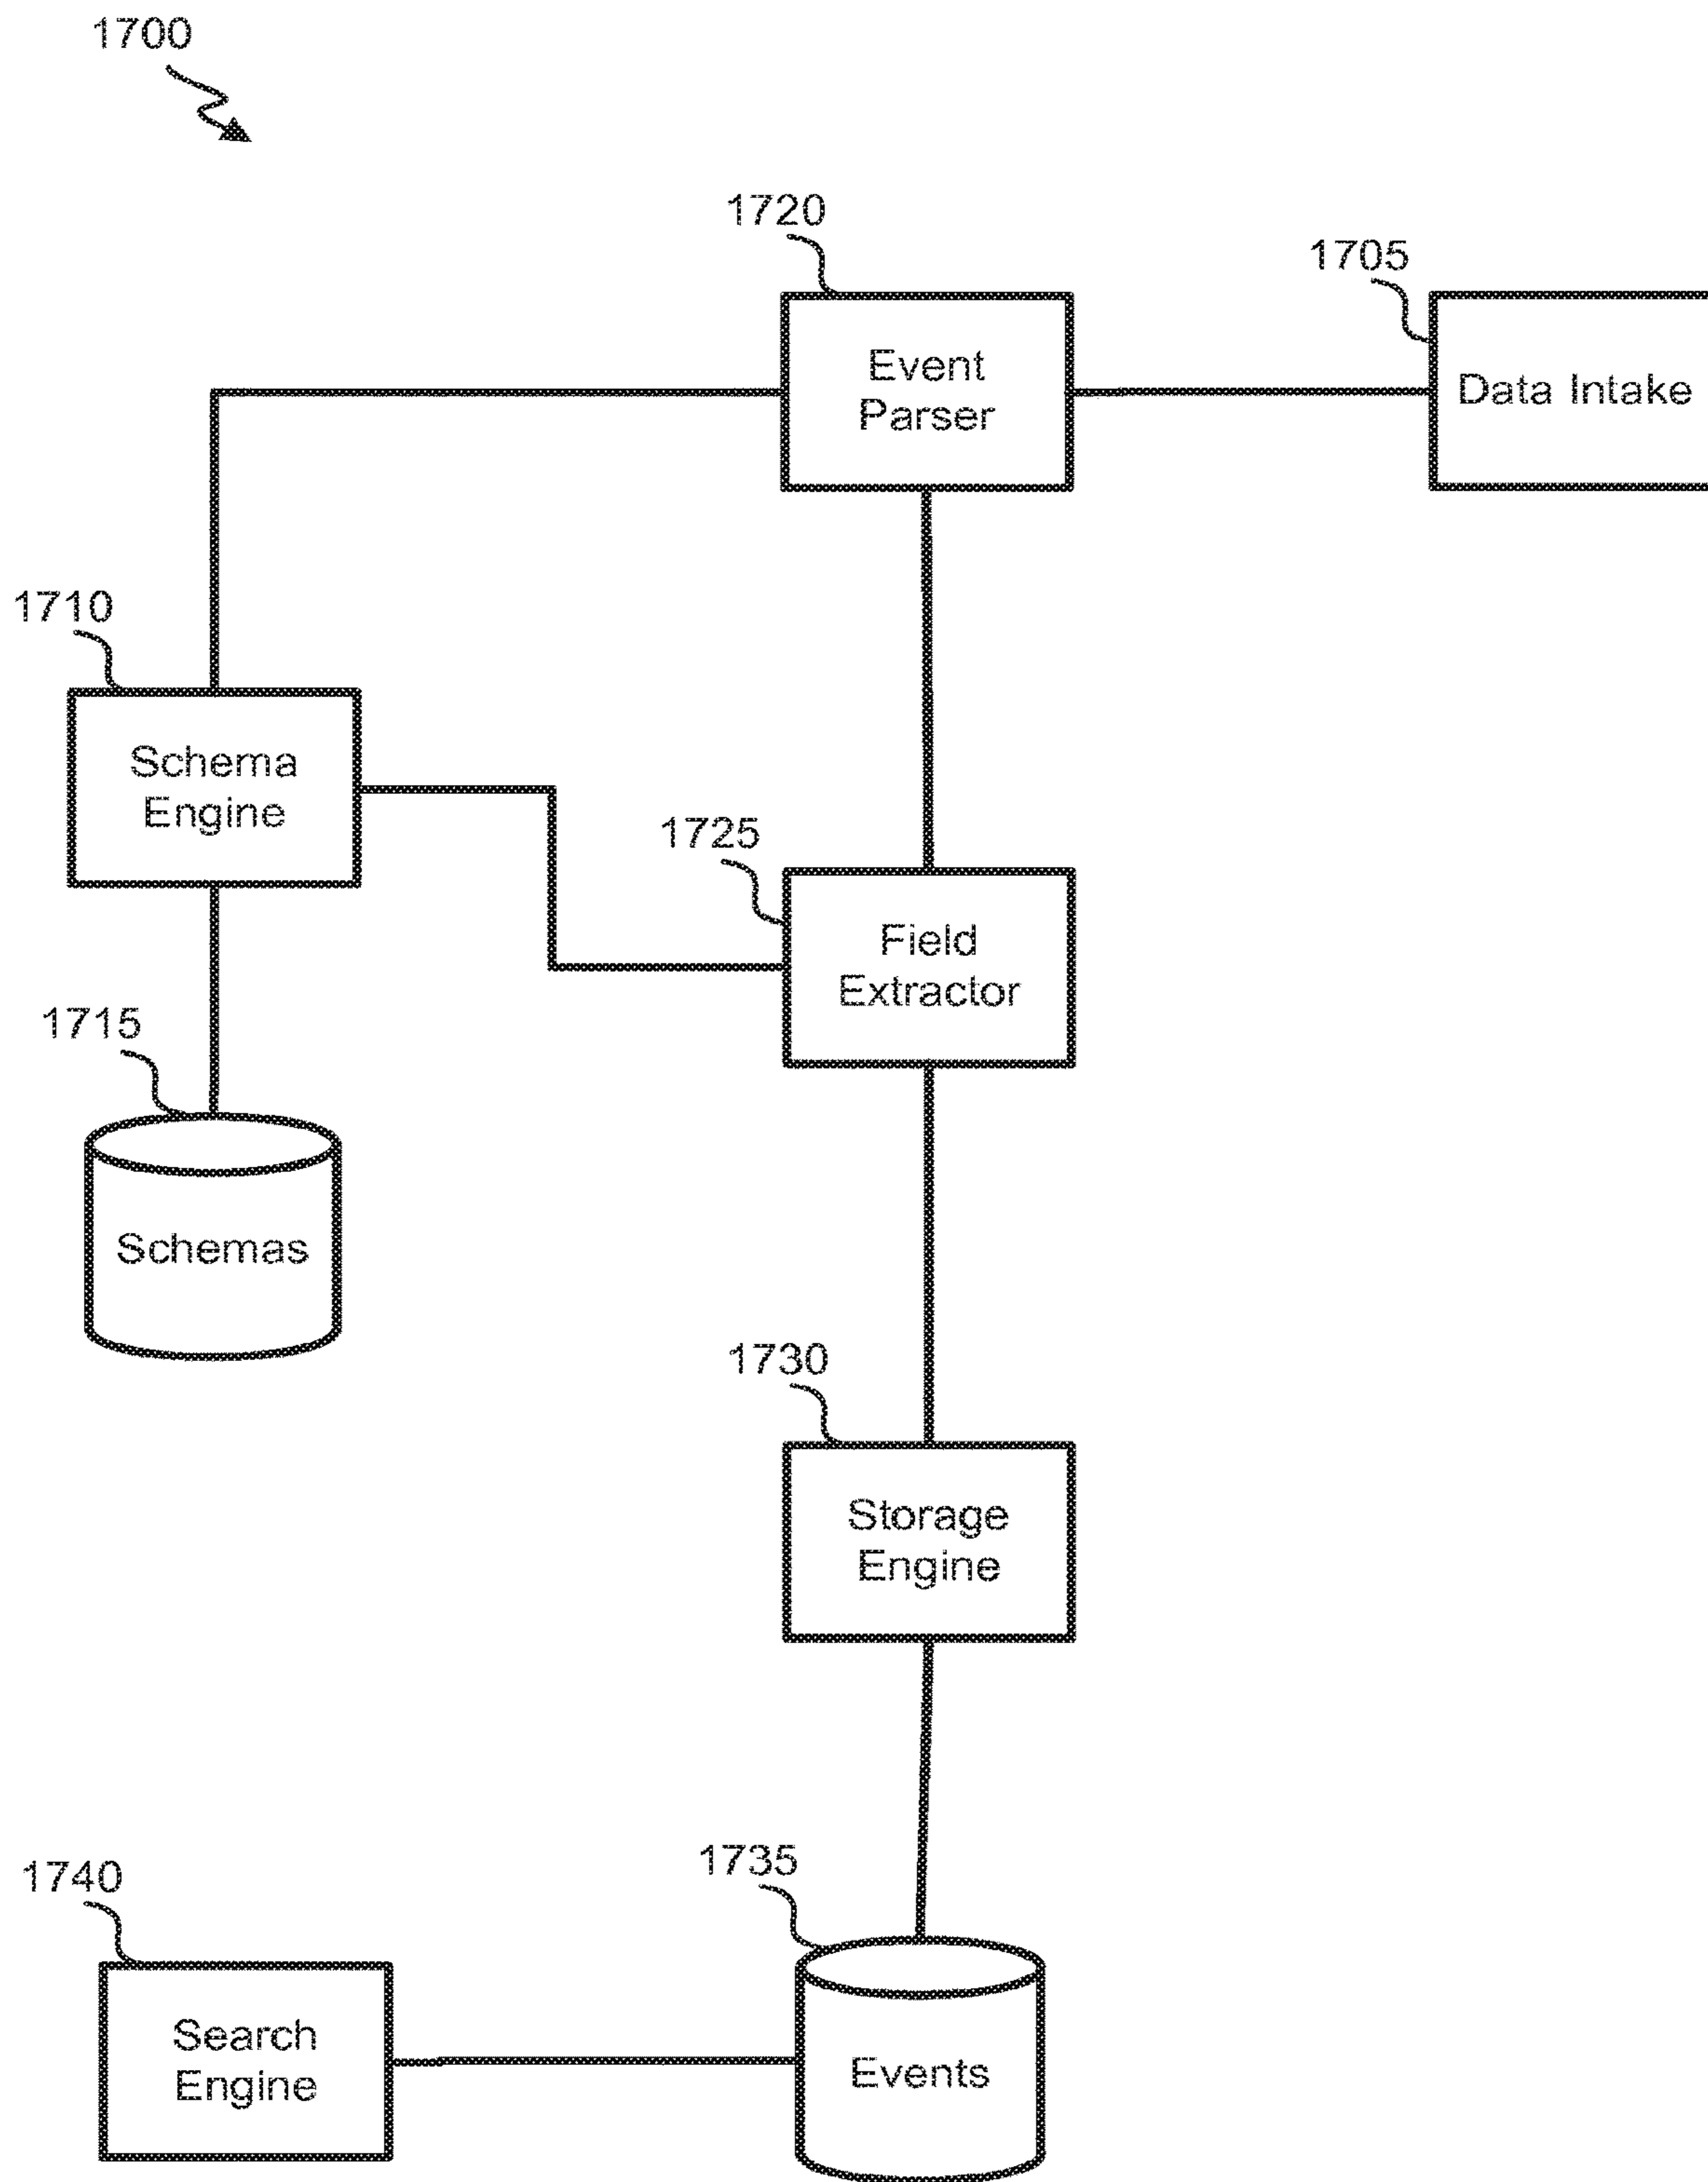 1700
1720
1705
Event
Parser
Data Intake
1710
Schema
Engine
1725
Field
Extractor
1715
Schemas
1730
Storage
Engine
1740
1735
Search
Engine
Events